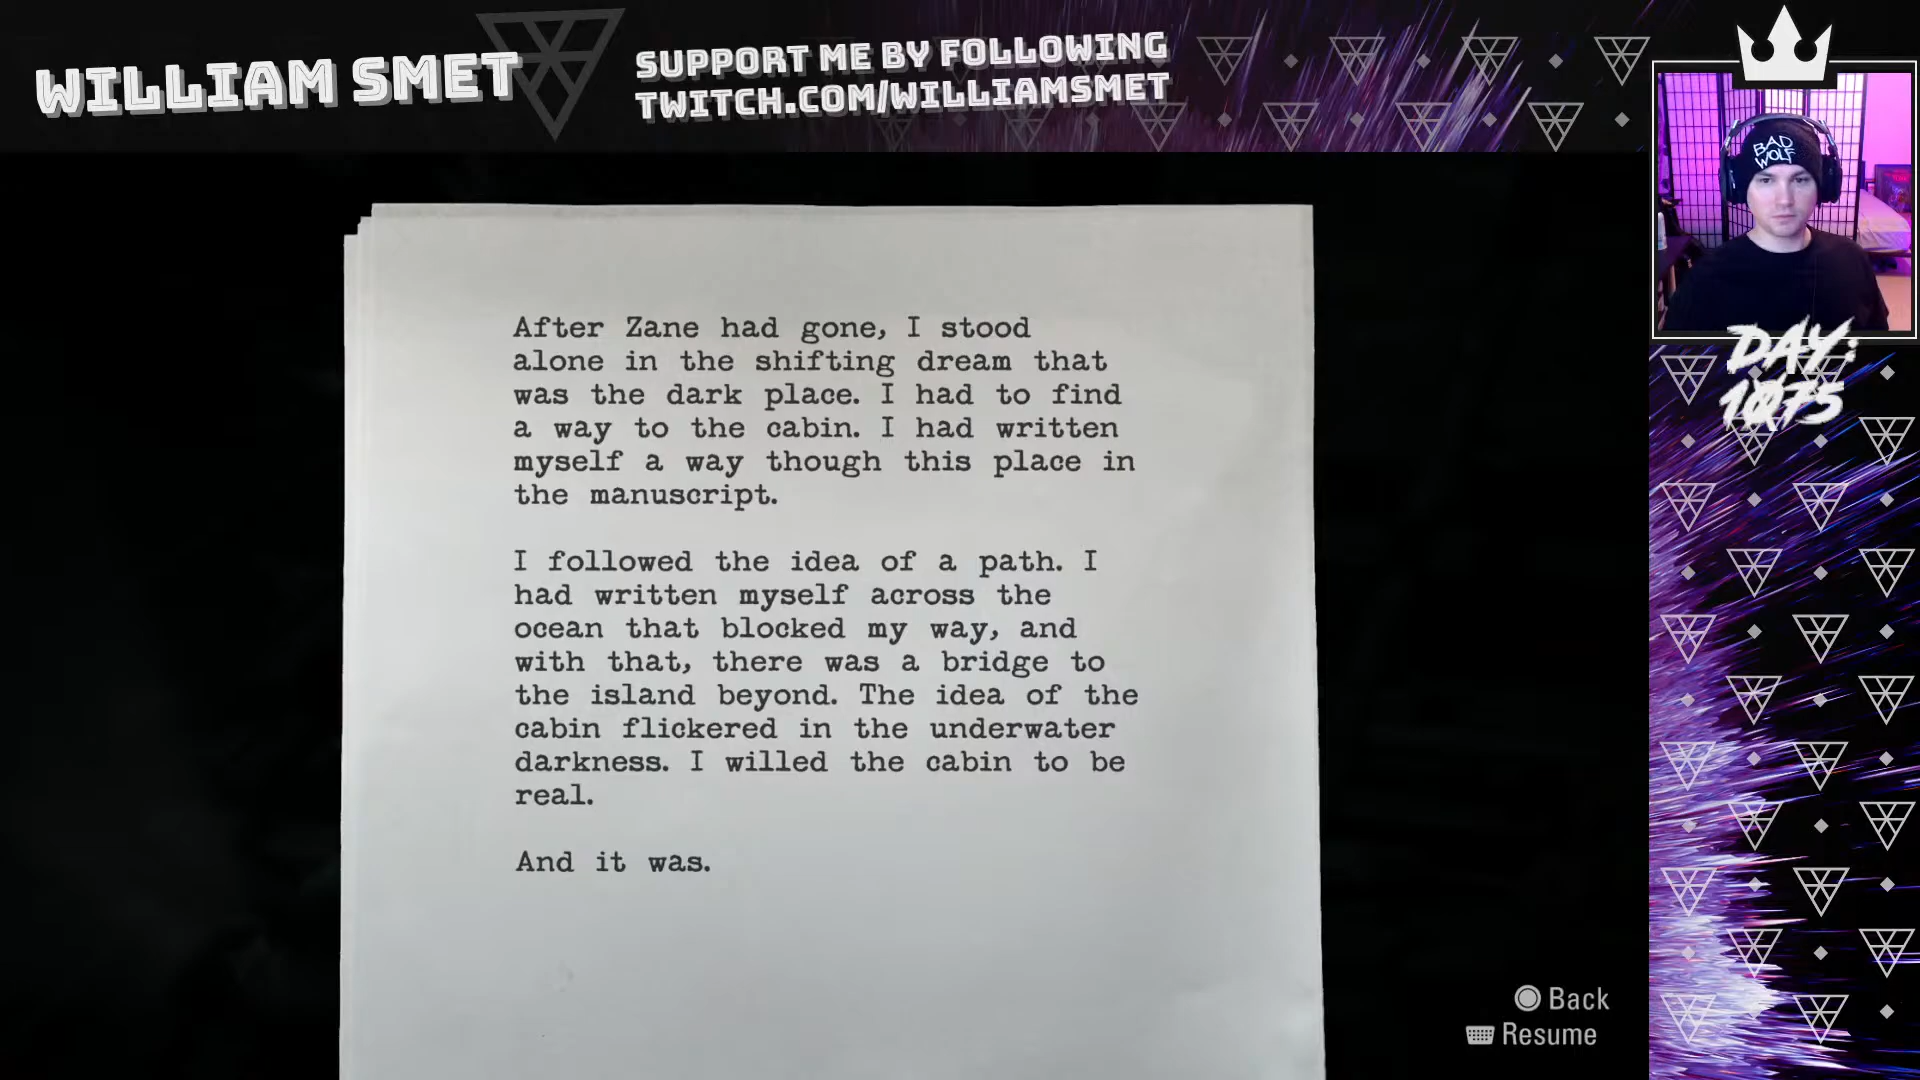 WILLIAM SMET
SUPPORT ME BY FOLLOWING
TWITCH.COM/WILLIAMSMET
BAD
WOLF
DAY:
1075
After Zane had gone, I stood
alone in the shifting dream that
was the dark place. I had to find
a way to the cabin. I had written
myself a way though this place in
the manuscript.
I followed the idea of a path. I
had written myself across the
ocean that blocked my way, and
with that, there was a bridge to
the island beyond. The idea of the
cabin flickered in the underwater
darkness. I willed the cabin to be
real.
And it was.
Back
Resume